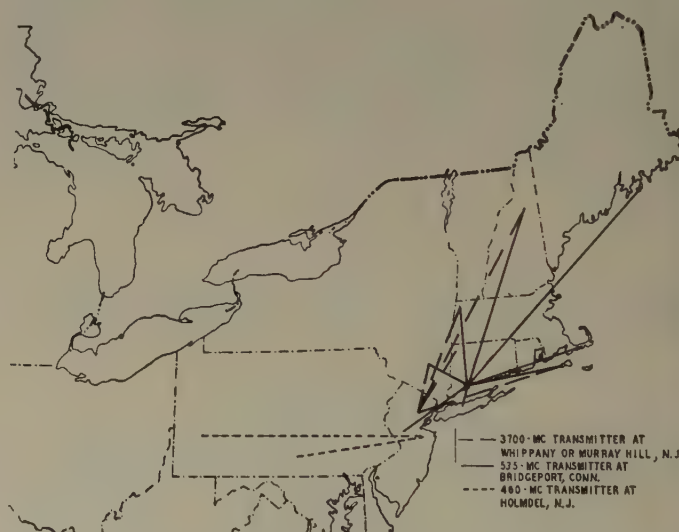 3700-MC TRANSMITTER AT
WHIPPANY OR MURRAY HILL, N.J.
535-MC TRANSMITTER AT
BRIDGEPORT, CONN.
460-MC TRANSMITTER AT
HOLMDEL, N.J.